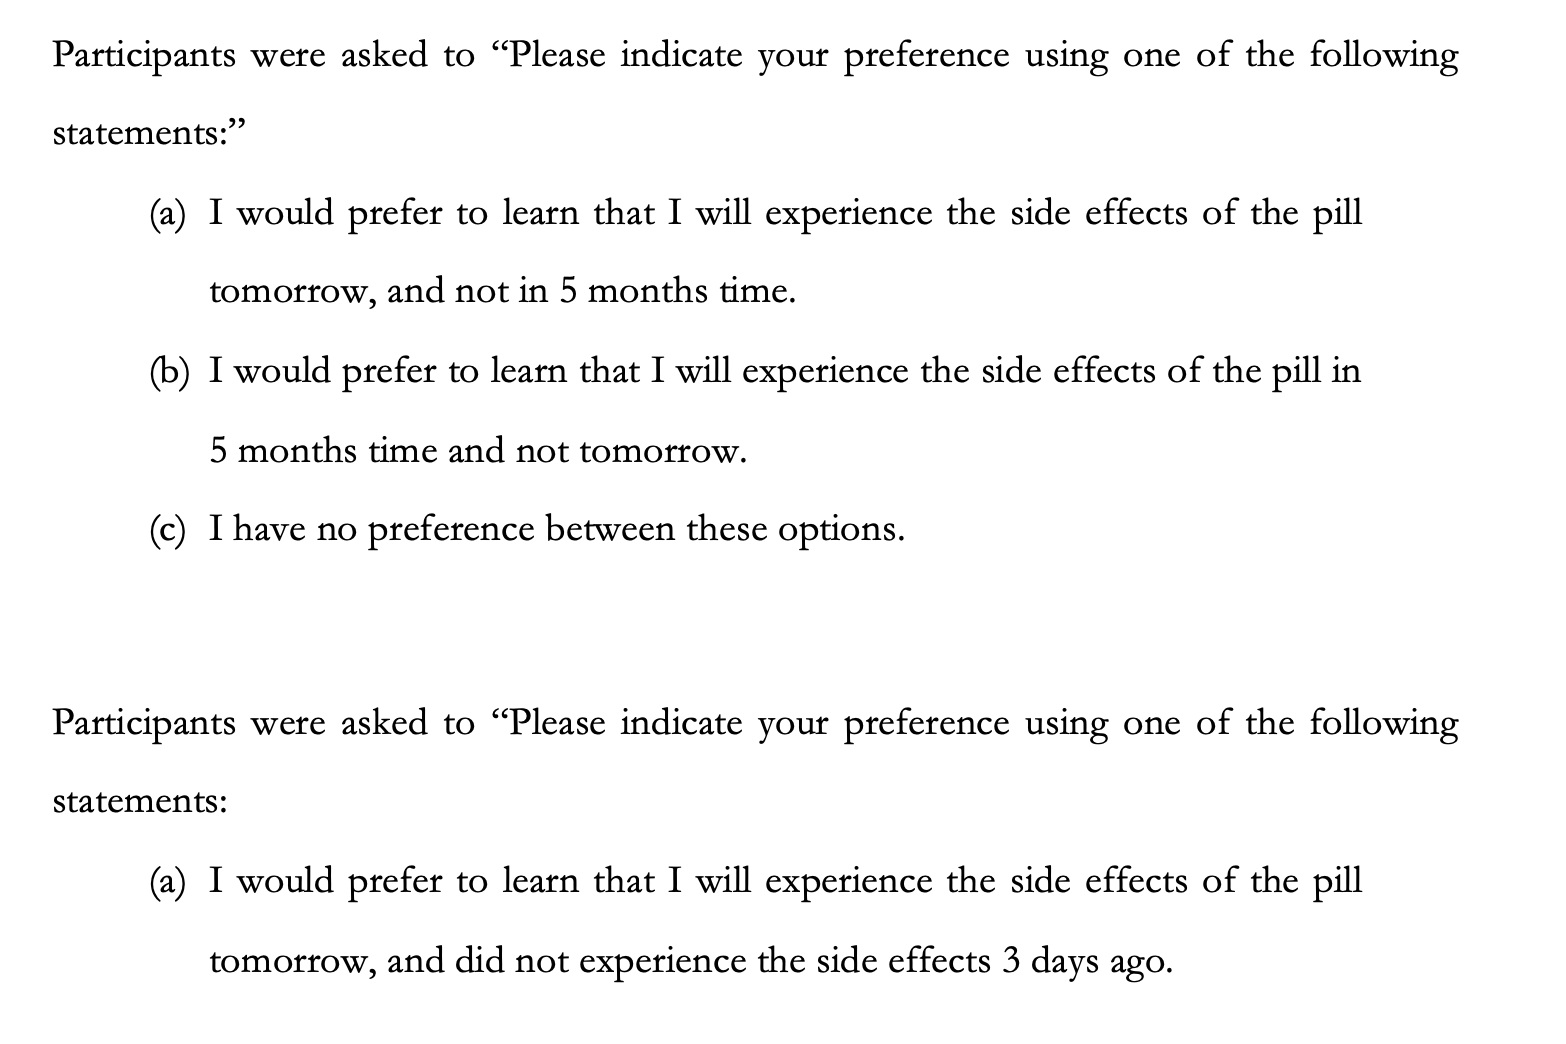 Participants were asked to “Please indicate your preference using one of the following
statements:”
(a) I would prefer to learn that I will experience the side effects of the pill
tomorrow, and not in 5 months time.
(b) I would prefer to learn that I will experience the side effects of the pill in
5 months time and not tomorrow.
(c) I have no preference between these options.
Participants were asked to “Please indicate your preference using one of the following
statements:
(a) I would prefer to learn that I will experience the side effects of the pill
tomorrow, and did not experience the side effects 3 days ago.